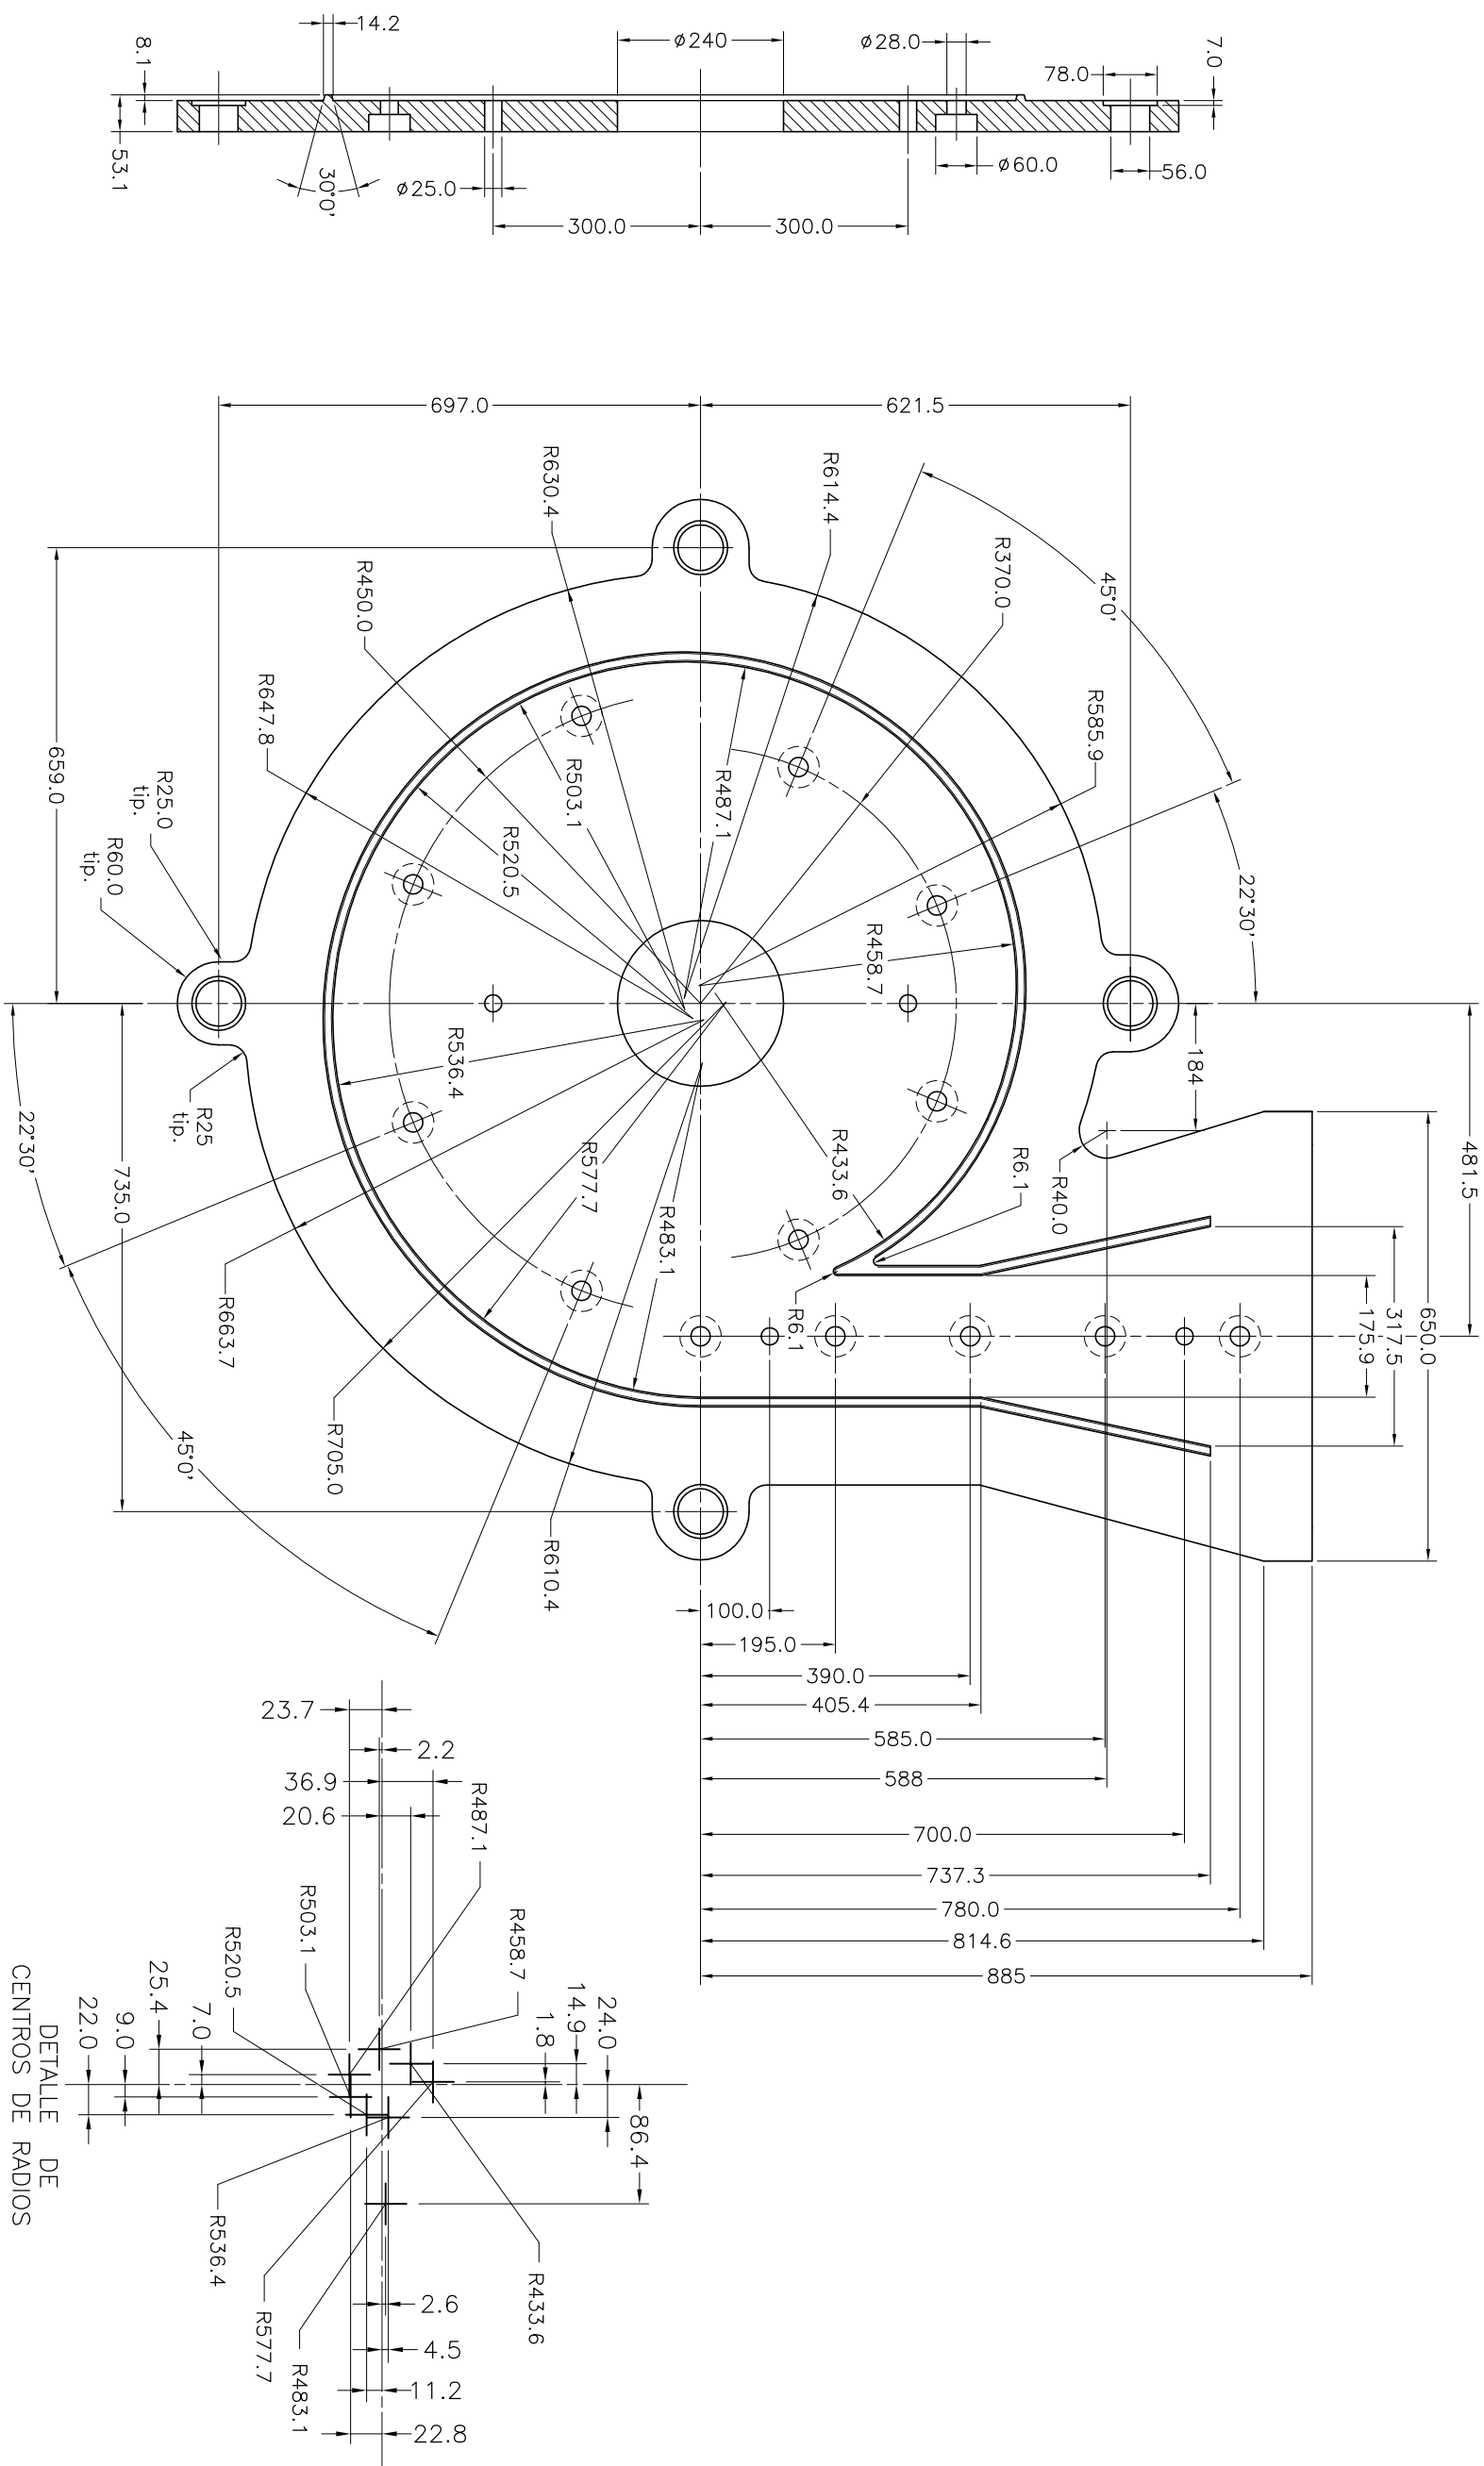 14.2
ø240
ø28.0
7.0
78.0
8.1
53.1
30°0'
ø25.0
ø60.0
56.0
300.0
300.0
697.0
621.5
R630.4
R614.4
R450.0
R370.0
45°0'
R647.8
R585.9
659.0
R503.1
R487.1
R25.0
tip.
R520.5
R60.0
tip.
22°30'
R458.7
481.5
184
R536.4
R25
tip.
R433.6
R6.1
R40.0
22°30'
735.0
R577.7
R483.1
650.0
317.5
175.9
R6.1
R663.7
45°0'
R705.0
R610.4
100.0
195.0
390.0
405.4
585.0
588
700.0
737.3
780.0
814.6
885
23.7
2.2
36.9
20.6
R487.1
R458.7
R503.1
R520.5
25.4
7.0
9.0
22.0
24.0
14.9
1.8
86.4
R536.4
R433.6
R577.7
R483.1
2.6
4.5
11.2
22.8
DETALLE DE
CENTROS DE RADIOS